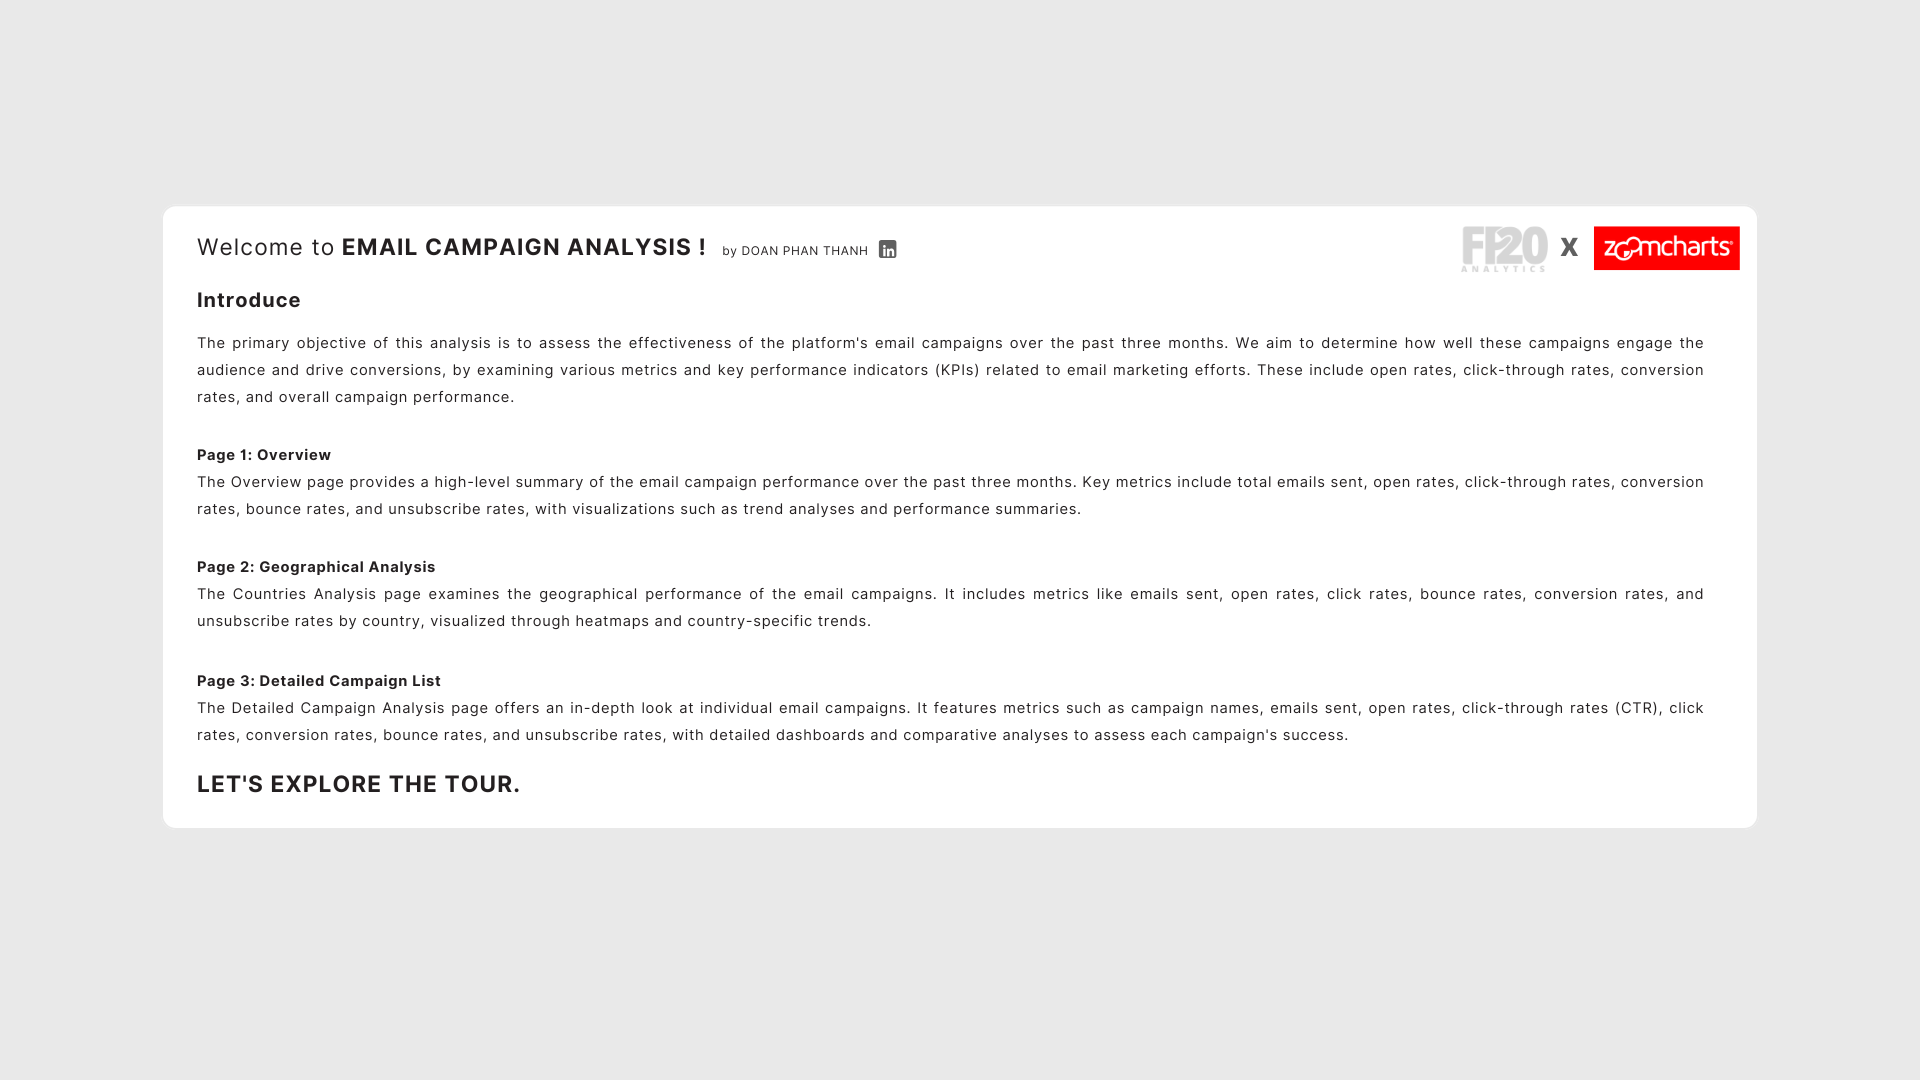 Welcome to EMAIL CAMPAIGN ANALYSIS ! by DOAN PHAN THANH in
FP20 ANALYTICS X zoomcharts
Introduce
The primary objective of this analysis is to assess the effectiveness of the platform's email campaigns over the past three months. We aim to determine how well these campaigns engage the
audience and drive conversions, by examining various metrics and key performance indicators (KPIs) related to email marketing efforts. These include open rates, click-through rates, conversion
rates, and overall campaign performance.
Page 1: Overview
The Overview page provides a high-level summary of the email campaign performance over the past three months. Key metrics include total emails sent, open rates, click-through rates, conversion
rates, bounce rates, and unsubscribe rates, with visualizations such as trend analyses and performance summaries.
Page 2: Geographical Analysis
The Countries Analysis page examines the geographical performance of the email campaigns. It includes metrics like emails sent, open rates, click rates, bounce rates, conversion rates, and
unsubscribe rates by country, visualized through heatmaps and country-specific trends.
Page 3: Detailed Campaign List
The Detailed Campaign Analysis page offers an in-depth look at individual email campaigns. It features metrics such as campaign names, emails sent, open rates, click-through rates (CTR), click
rates, conversion rates, bounce rates, and unsubscribe rates, with detailed dashboards and comparative analyses to assess each campaign's success.
LET'S EXPLORE THE TOUR.